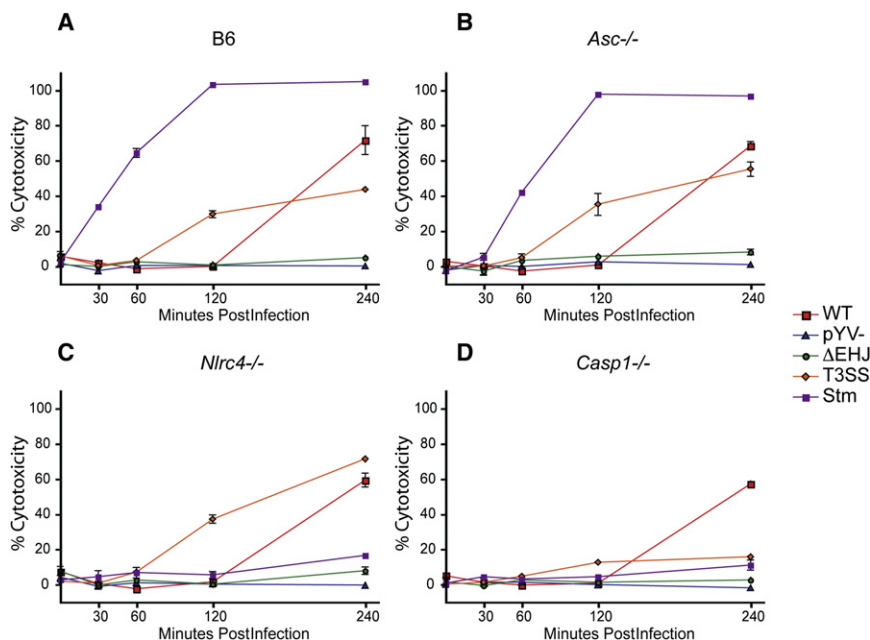 A
B6
% Cytotoxicity
100
80
60
40
20
0
30 60 120 240
Minutes PostInfection
B
Asc-/-
% Cytotoxicity
100
80
60
40
20
0
30 60 120 240
Minutes PostInfection
C
Nlrc4-/-
% Cytotoxicity
100
80
60
40
20
0
30 60 120 240
Minutes PostInfection
D
Casp1-/-
% Cytotoxicity
100
80
60
40
20
0
30 60 120 240
Minutes PostInfection
WT
pYV-
ΔEHJ
T3SS
Stm